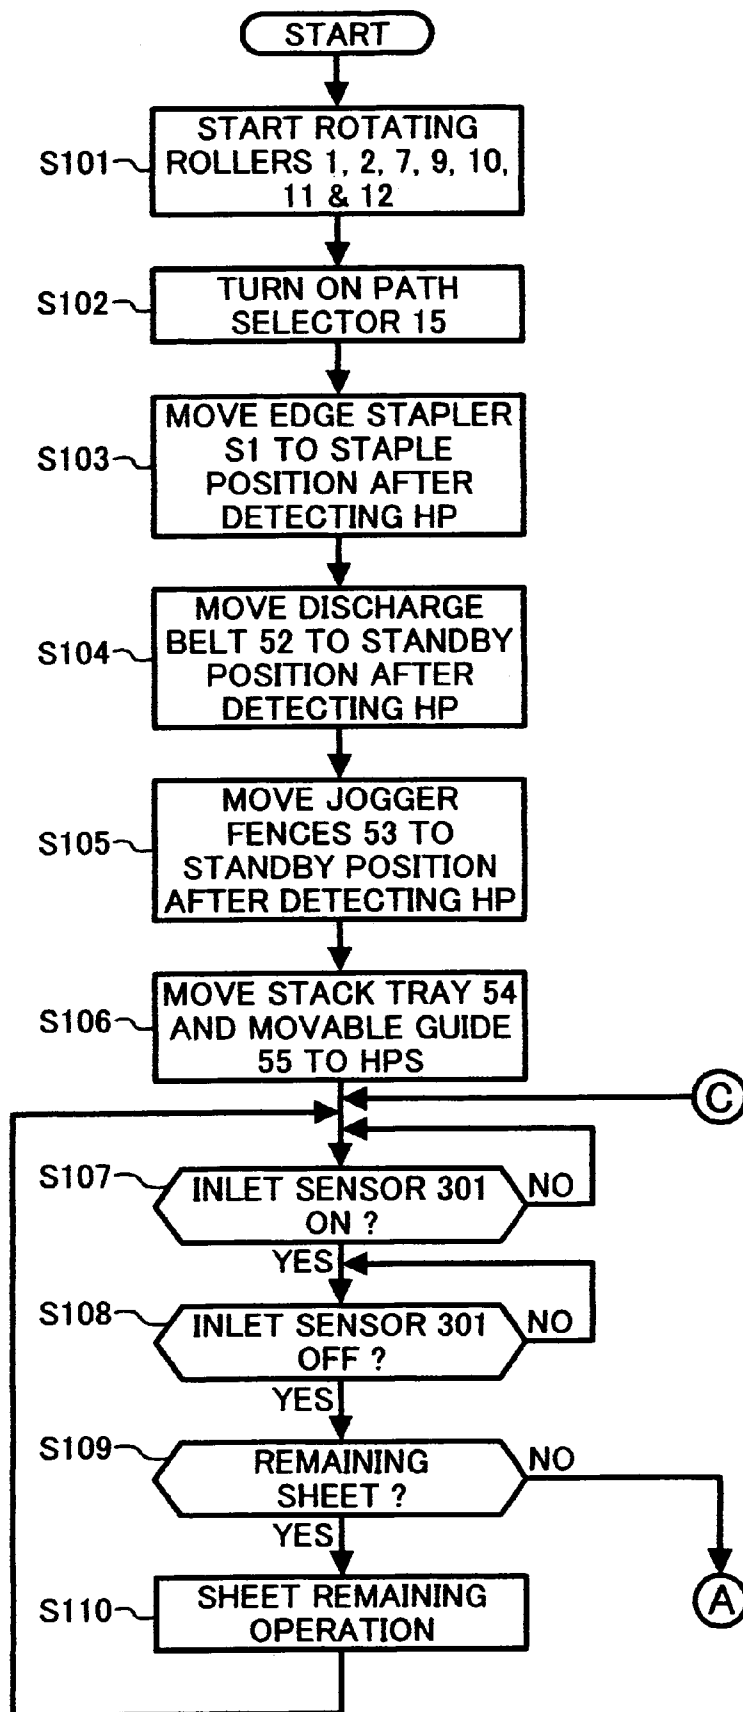 START
S101
START ROTATING
ROLLERS 1, 2, 7, 9, 10,
11 & 12
S102
TURN ON PATH
SELECTOR 15
S103
MOVE EDGE STAPLER
S1 TO STAPLE
POSITION AFTER
DETECTING HP
S104
MOVE DISCHARGE
BELT 52 TO STANDBY
POSITION AFTER
DETECTING HP
S105
MOVE JOGGER
FENCES 53 TO
STANDBY POSITION
AFTER DETECTING HP
S106
MOVE STACK TRAY 54
AND MOVABLE GUIDE
55 TO HPS
C
S107
INLET SENSOR 301
ON ?
NO
YES
S108
INLET SENSOR 301
OFF ?
NO
YES
S109
REMAINING
SHEET ?
NO
YES
S110
SHEET REMAINING
OPERATION
A